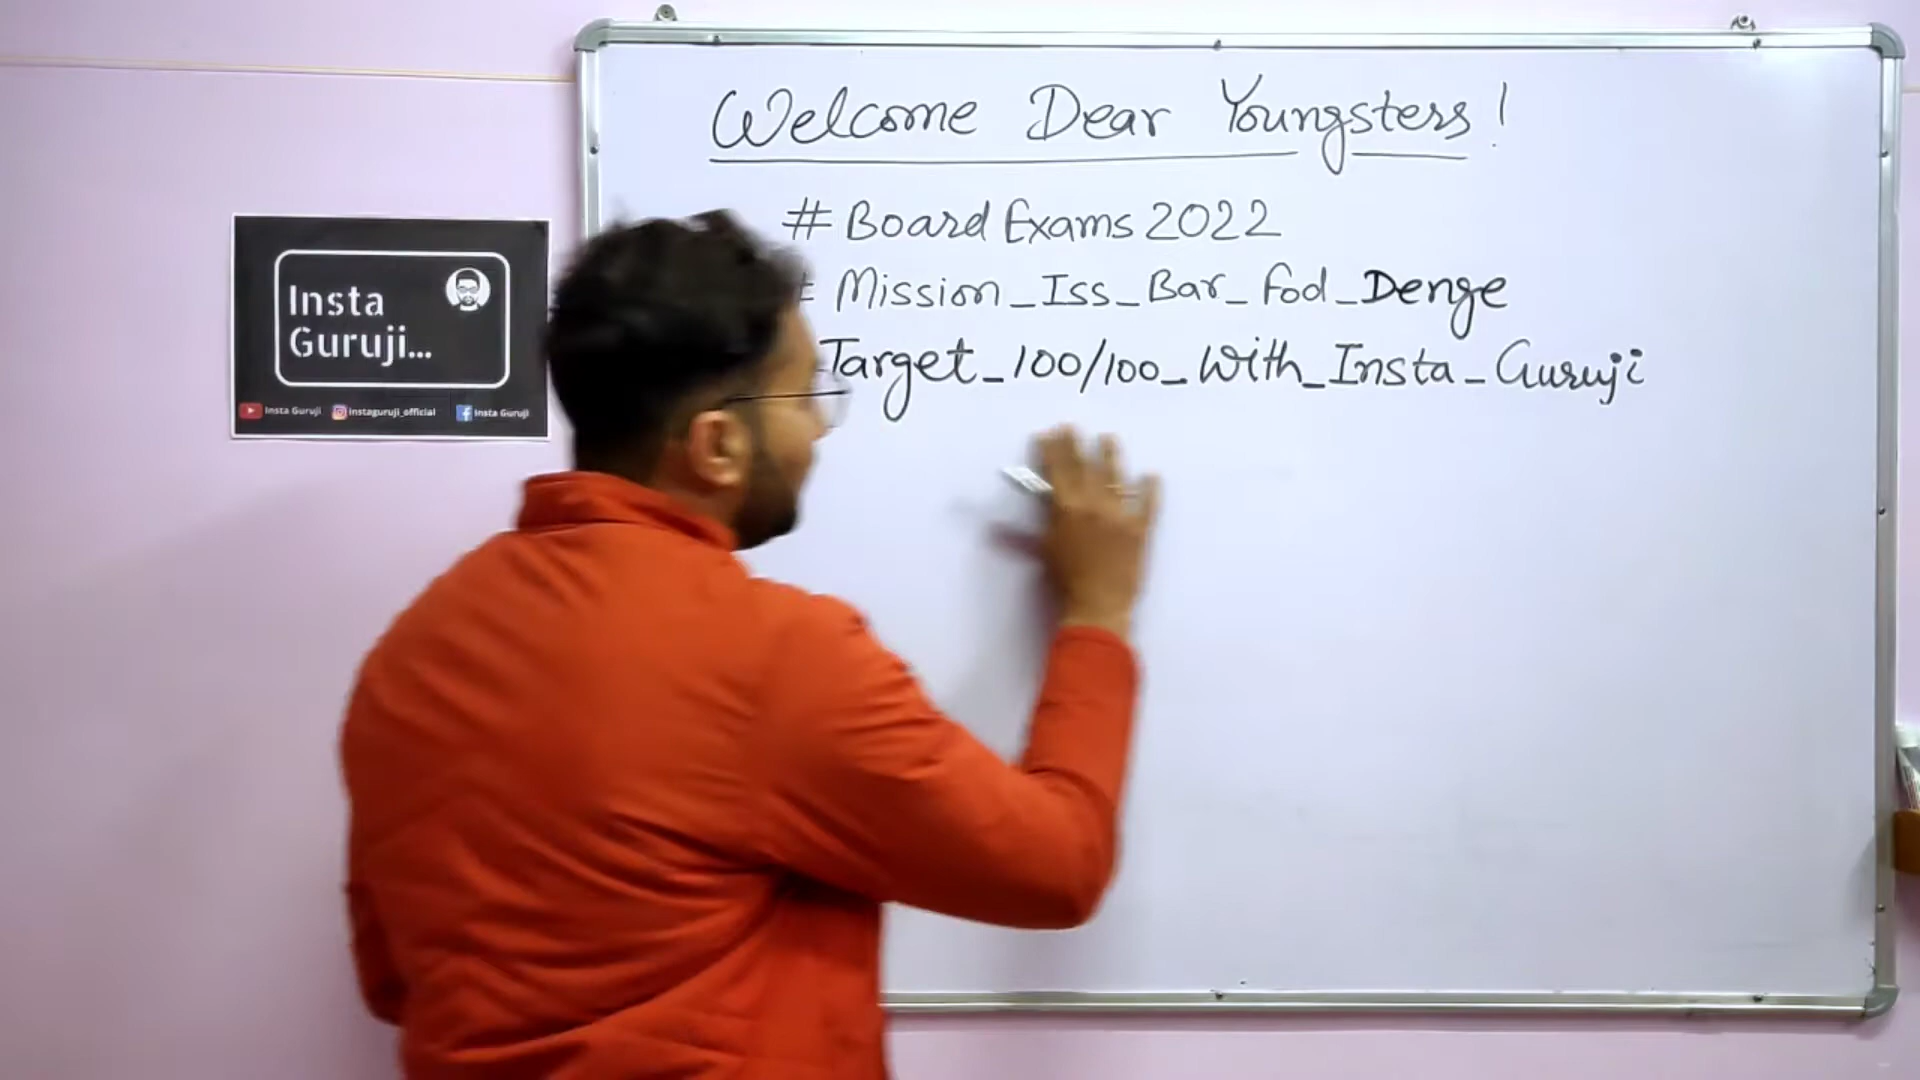 Welcome Dear Youngsters!
# Board Exams 2022
# Mission_Iss_Bar_Fod_Denge
Target_100/100_With_Insta_Guruji
Insta
Guruji...
Insta Guruji instaguruji_official Insta Guruji